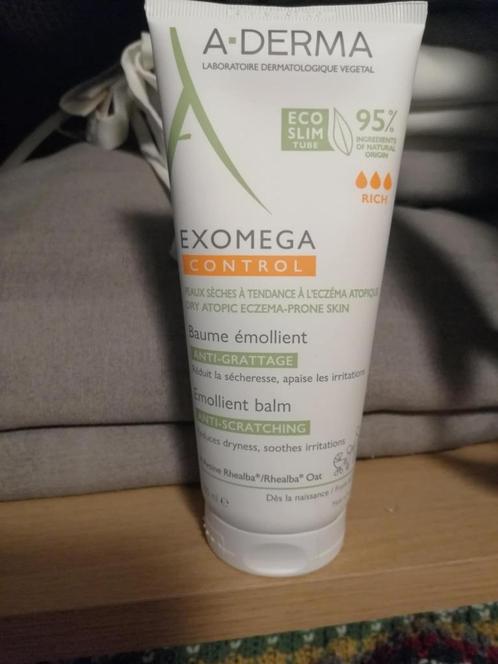 A-DERMA
LABORATOIRE DERMATOLOGIQUE VEGETAL
ECO
SLIM
TUBE
95%
INGREDIENTS
OF NATURAL
ORIGIN
RICH
EXOMEGA
CONTROL
PEAUX SÈCHES À TENDANCE À L'ECZÉMA ATOPIQUE
DRY ATOPIC ECZEMA-PRONE SKIN
Baume émollient
ANTI-GRATTAGE
Réduit la sécheresse, apaise les irritations
Emollient balm
ANTI-SCRATCHING
Reduces dryness, soothes irritations
Rhealba®/Rhealba® Oat
Dès la naissance /